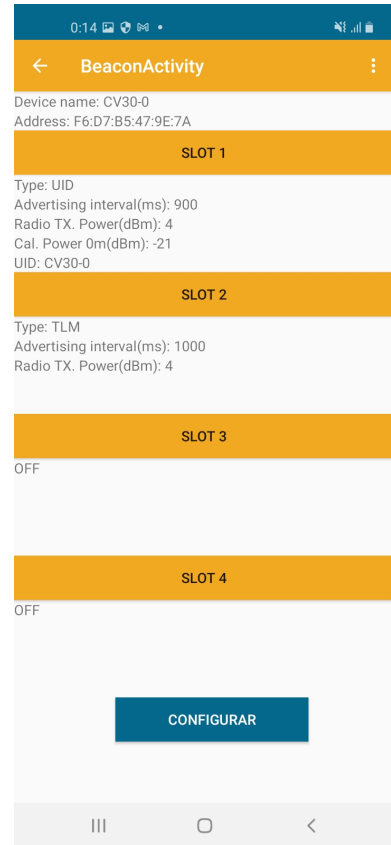 0:14
BeaconActivity
Device name: CV30-0
Address: F6:D7:B5:47:9E:7A
SLOT 1
Type: UID
Advertising interval(ms): 900
Radio TX. Power(dBm): 4
Cal. Power 0m(dBm): -21
UID: CV30-0
SLOT 2
Type: TLM
Advertising interval(ms): 1000
Radio TX. Power(dBm): 4
SLOT 3
OFF
SLOT 4
OFF
CONFIGURAR